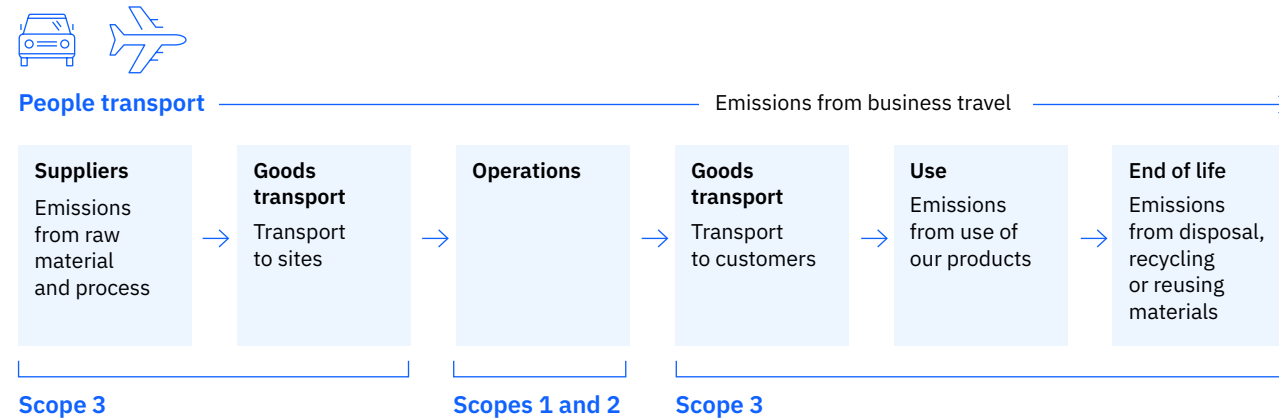 People transport
Emissions from business travel
Suppliers
Emissions
from raw
material
and process
Goods
transport
Transport
to sites
Operations
Goods
transport
Transport
to customers
Use
Emissions
from use of
our products
End of life
Emissions
from disposal,
recycling
or reusing
materials
Scope 3
Scopes 1 and 2
Scope 3